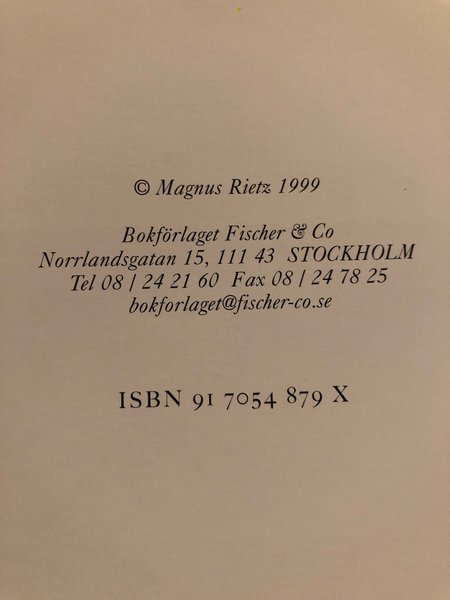 © Magnus Rietz 1999
Bokförlaget Fischer & Co
Norrlandsgatan 15, 111 43 STOCKHOLM
Tel 08 / 24 21 60 Fax 08 / 24 78 25
bokforlaget@fischer-co.se
ISBN 91 7054 879 X